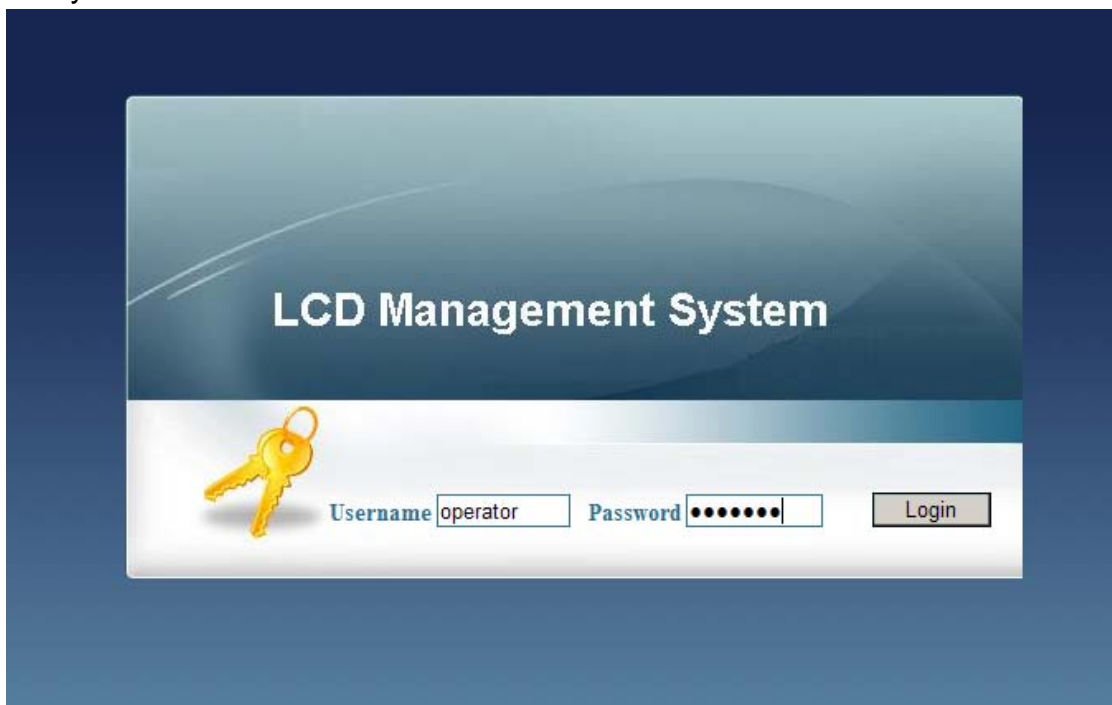 LCD Management System
Username operator Password ●●●●●●● Login